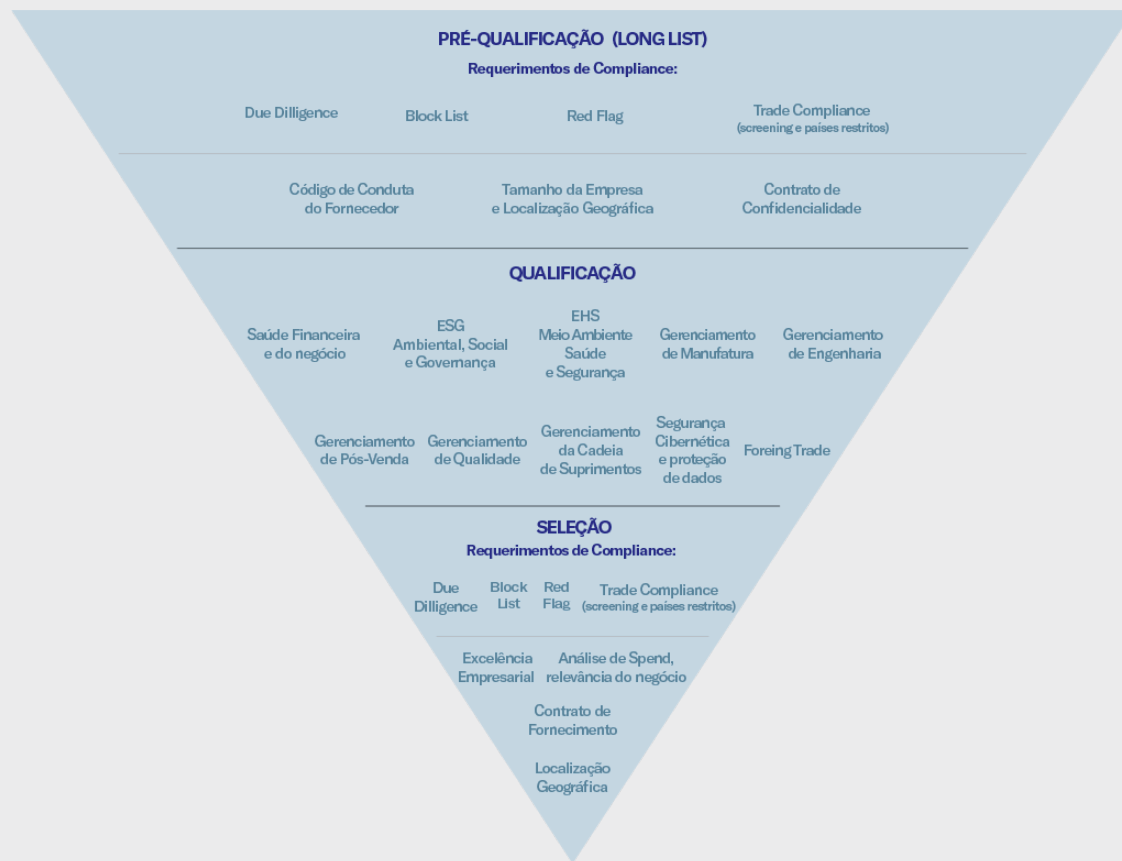 PRÉ-QUALIFICAÇÃO (LONG LIST)
Requerimentos de Compliance:
Due Dilligence
Block List
Red Flag
Trade Compliance
(screening e países restritos)
Código de Conduta
do Fornecedor
Tamanho da Empresa
e Localização Geográfica
Contrato de
Confidencialidade
QUALIFICAÇÃO
Saúde Financeira
e do negócio
ESG
Ambiental, Social
e Governança
EHS
Meio Ambiente
Saúde
e Segurança
Gerenciamento
de Manufatura
Gerenciamento
de Engenharia
Gerenciamento
de Pós-Venda
Gerenciamento
de Qualidade
Gerenciamento
da Cadeia
de Suprimentos
Segurança
Cibernética
e proteção
de dados
Foreing Trade
SELEÇÃO
Requerimentos de Compliance:
Due
Dilligence
Block
List
Red
Flag
Trade Compliance
(screening e países restritos)
Excelência
Empresarial
Análise de Spend,
relevância do negócio
Contrato de
Fornecimento
Localização
Geográfica